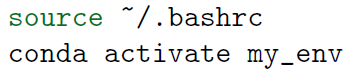 source ~/.bashrc
conda activate my_env